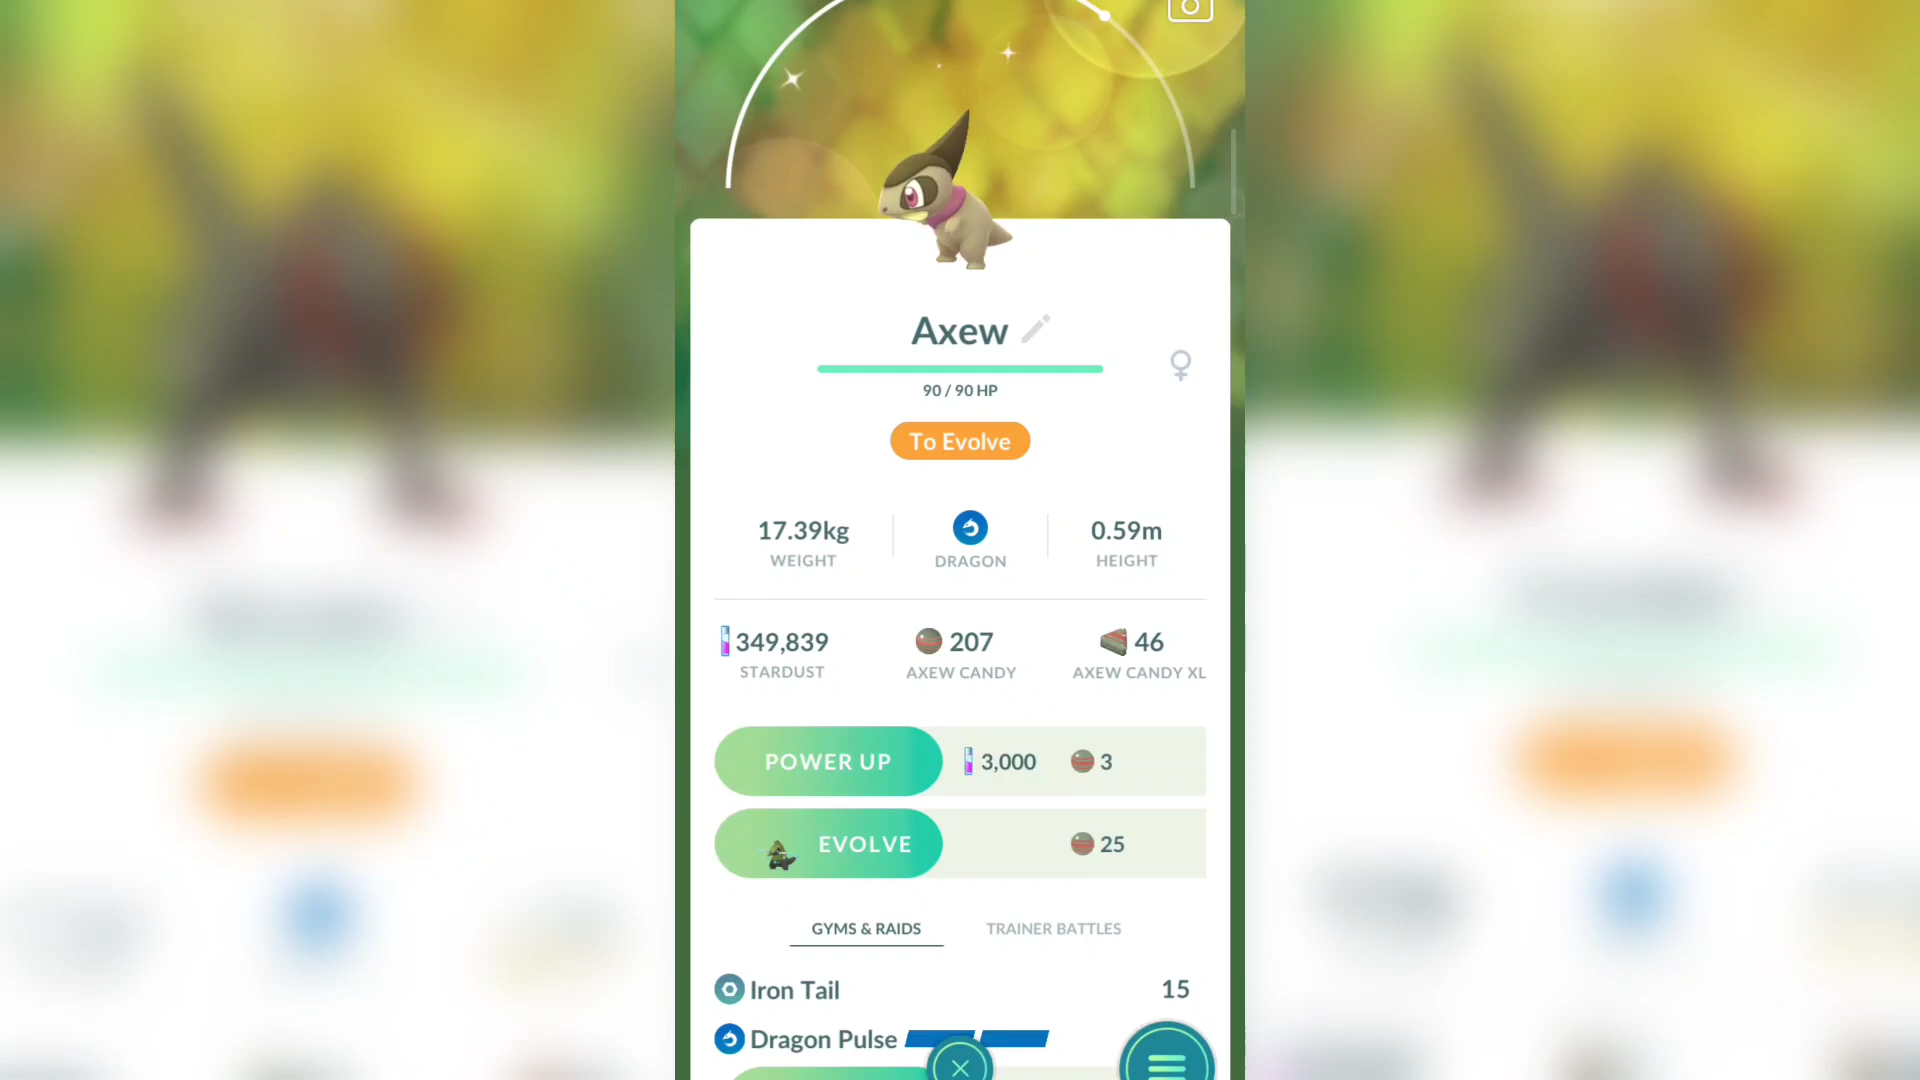 Axew
90 / 90 HP
To Evolve
17.39kg
WEIGHT
DRAGON
0.59m
HEIGHT
349,839
STARDUST
207
AXEW CANDY
46
AXEW CANDY XL
POWER UP 3,000 3
EVOLVE 25
GYMS & RAIDS TRAINER BATTLES
Iron Tail 15
Dragon Pulse